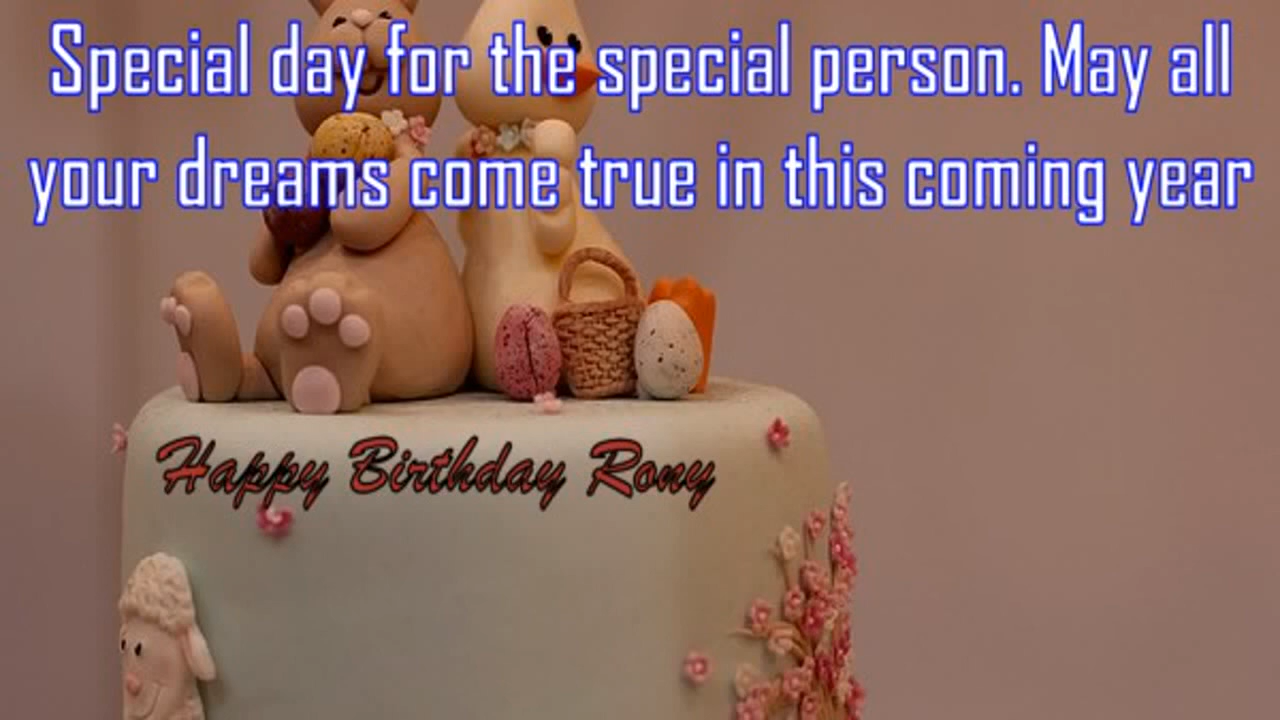 Special day for the special person. May all
your dreams come true in this coming year
Happy Birthday Rony